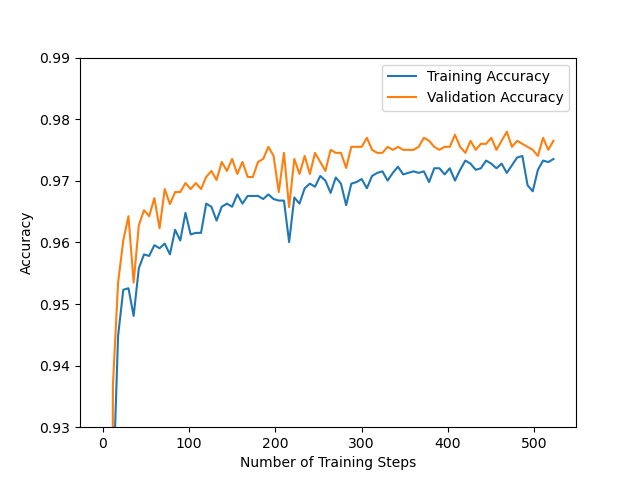 0.99
0.98
0.97
0.96
0.95
0.94
0.93
Accuracy
Training Accuracy
Validation Accuracy
0 100 200 300 400 500
Number of Training Steps